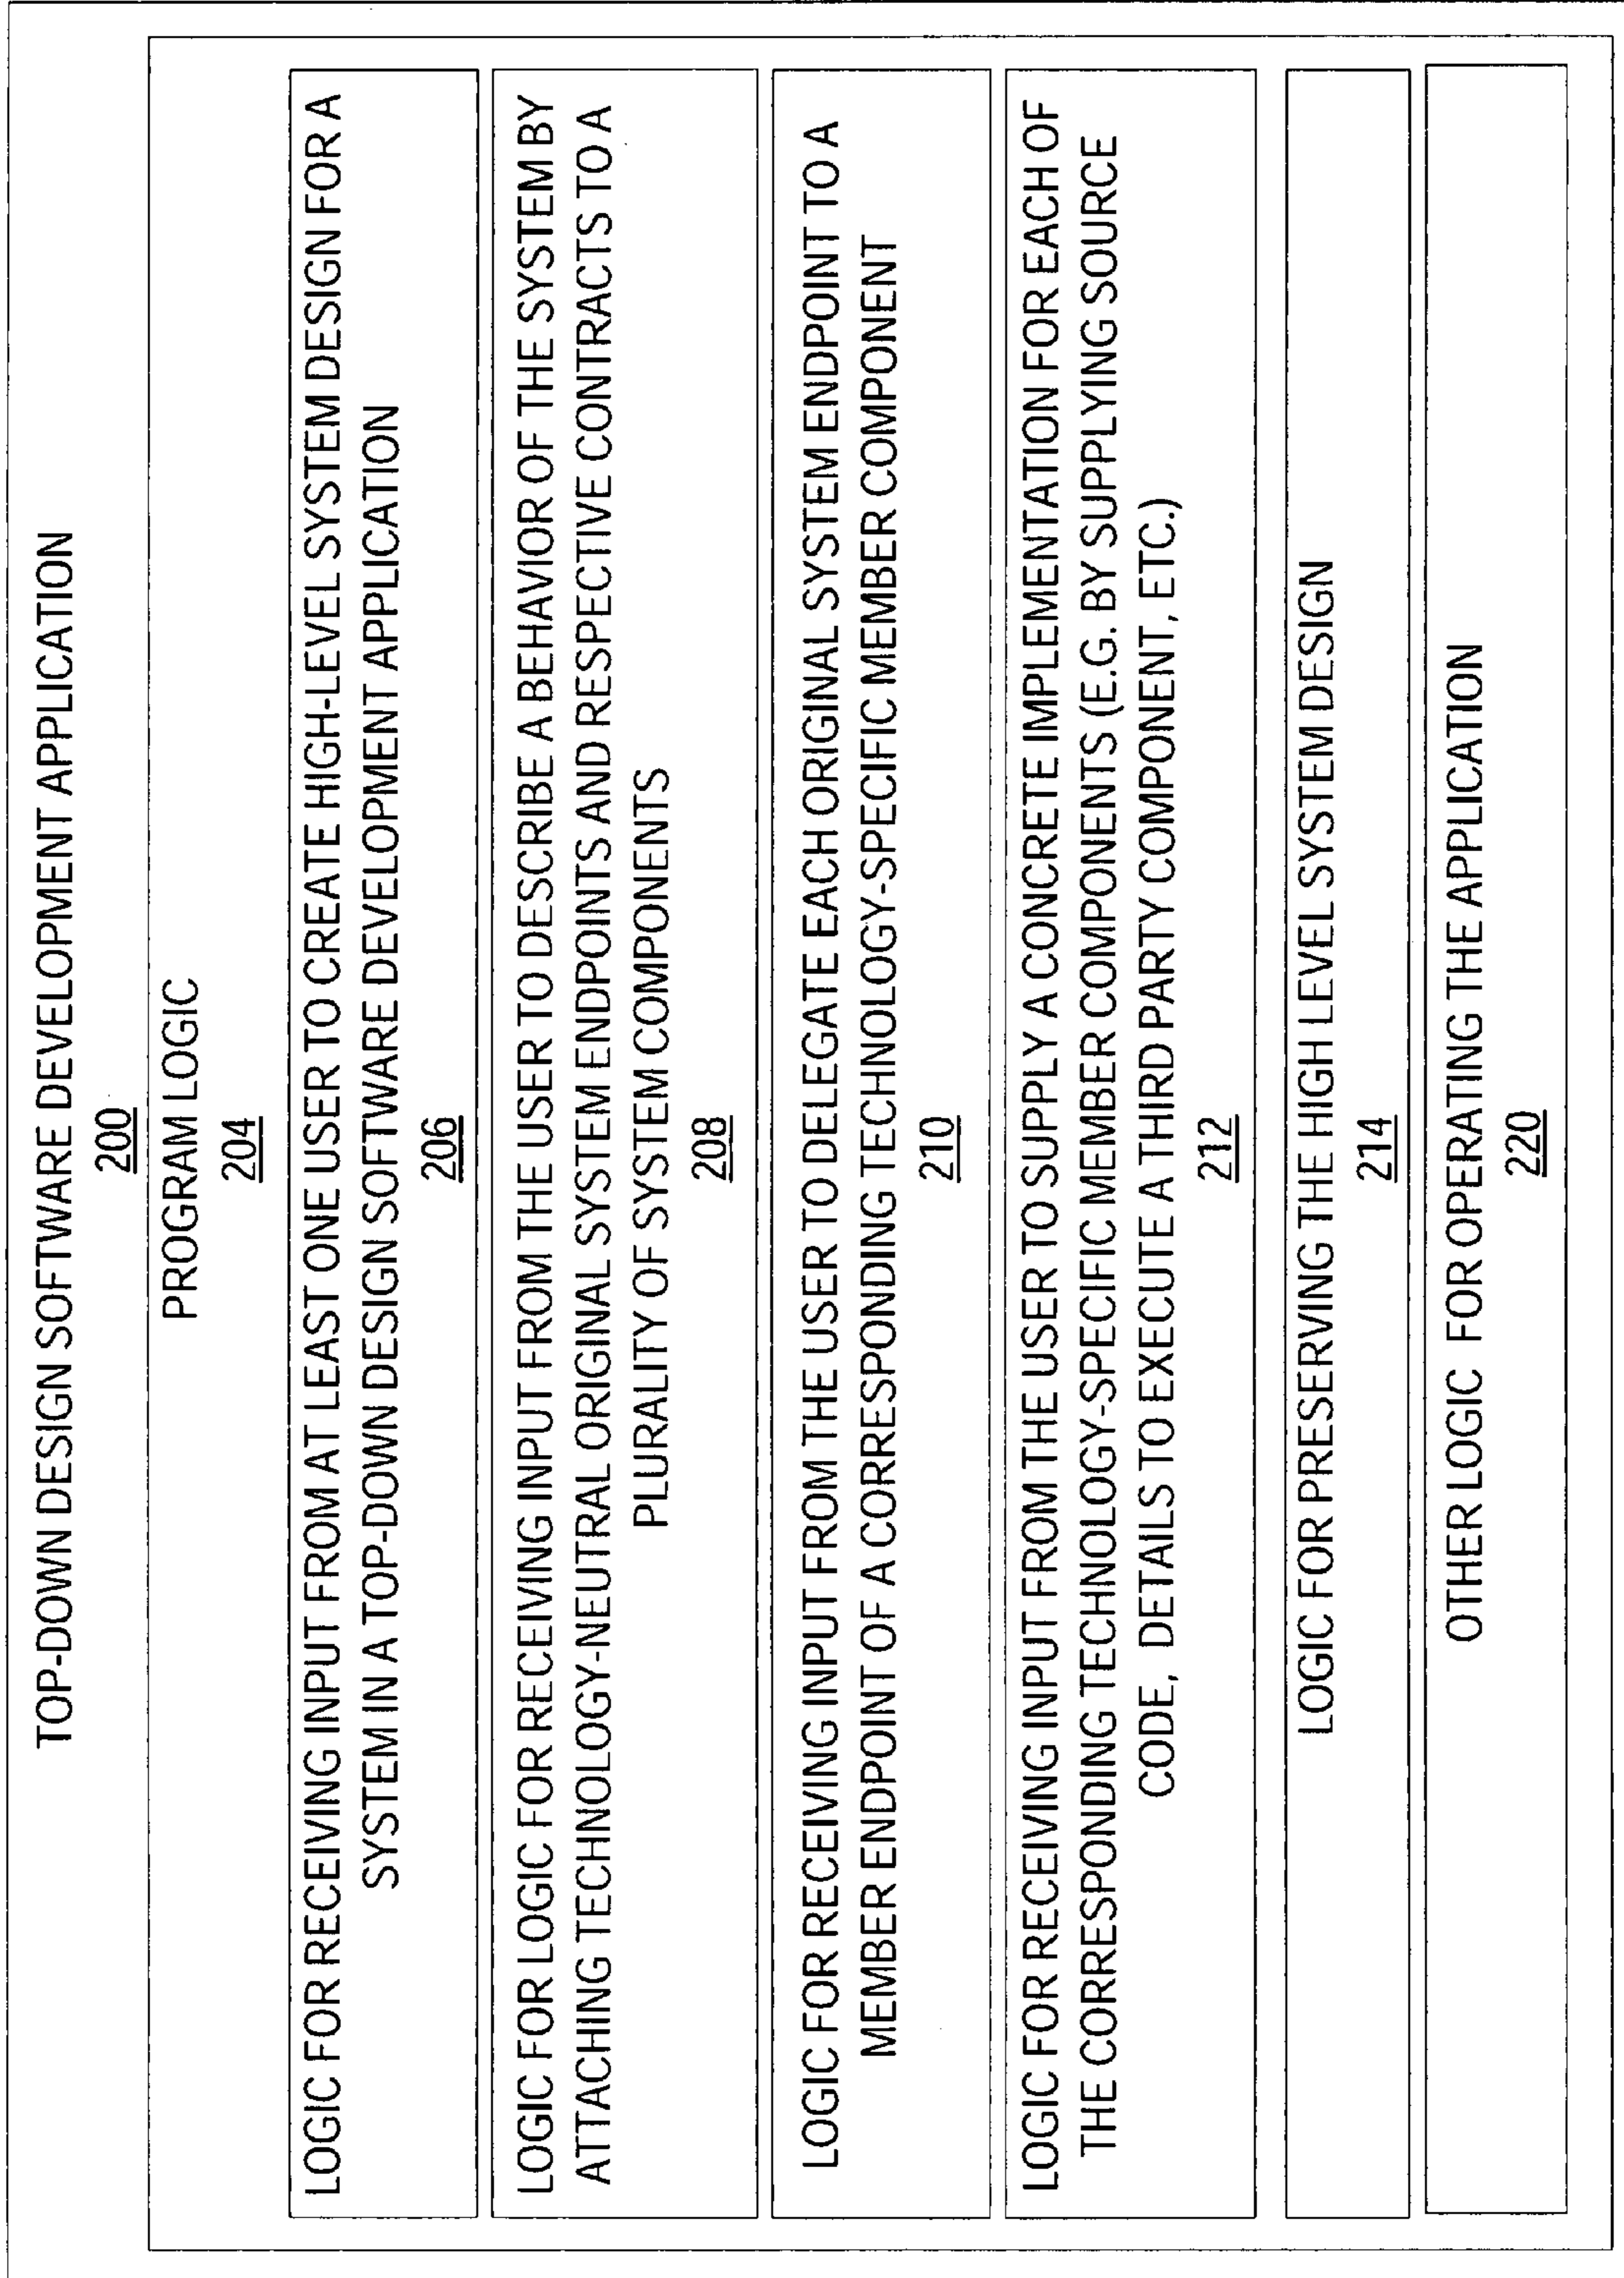 TOP-DOWN DESIGN SOFTWARE DEVELOPMENT APPLICATION
200
PROGRAM LOGIC
204
LOGIC FOR RECEIVING INPUT FROM AT LEAST ONE USER TO CREATE HIGH-LEVEL SYSTEM DESIGN FOR A
SYSTEM IN A TOP-DOWN DESIGN SOFTWARE DEVELOPMENT APPLICATION
206
LOGIC FOR LOGIC FOR RECEIVING INPUT FROM THE USER TO DESCRIBE A BEHAVIOR OF THE SYSTEM BY
ATTACHING TECHNOLOGY-NEUTRAL ORIGINAL SYSTEM ENDPOINTS AND RESPECTIVE CONTRACTS TO A
PLURALITY OF SYSTEM COMPONENTS
208
LOGIC FOR RECEIVING INPUT FROM THE USER TO DELEGATE EACH ORIGINAL SYSTEM ENDPOINT TO A
MEMBER ENDPOINT OF A CORRESPONDING TECHNOLOGY-SPECIFIC MEMBER COMPONENT
210
LOGIC FOR RECEIVING INPUT FROM THE USER TO SUPPLY A CONCRETE IMPLEMENTATION FOR EACH OF
THE CORRESPONDING TECHNOLOGY-SPECIFIC MEMBER COMPONENTS (E.G. BY SUPPLYING SOURCE
CODE, DETAILS TO EXECUTE A THIRD PARTY COMPONENT, ETC.)
212
LOGIC FOR PRESERVING THE HIGH LEVEL SYSTEM DESIGN
214
OTHER LOGIC FOR OPERATING THE APPLICATION
220